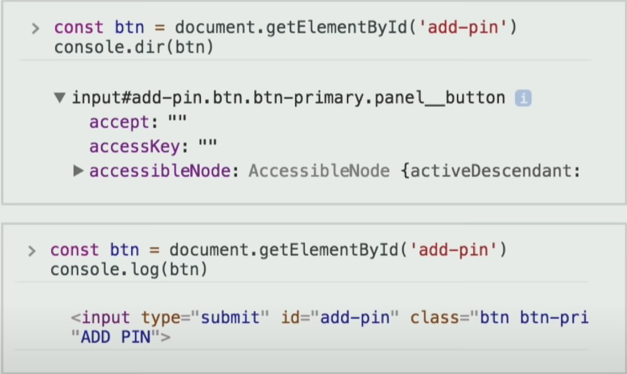 > const btn = document.getElementById('add-pin')
console.dir(btn)
▼ input#add-pin.btn.btn-primary.panel__button i
accept: ""
accessKey: ""
▶ accessibleNode: AccessibleNode {activeDescendant:
> const btn = document.getElementById('add-pin')
console.log(btn)
<input type="submit" id="add-pin" class="btn btn-pri
"ADD PIN">